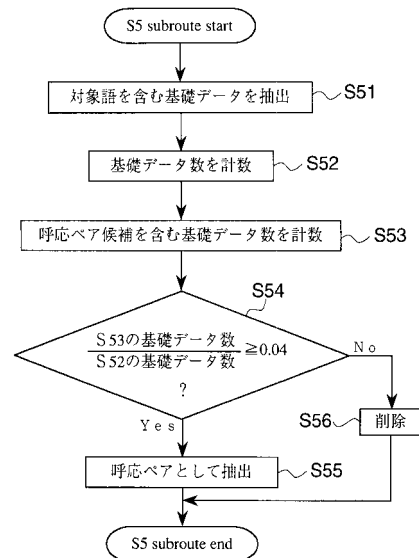 S5 subroute start
対象語を含む基礎データを抽出
S51
基礎データ数を計数
S52
呼応ペア候補を含む基礎データ数を計数
S53
S54
S53の基礎データ数
S52の基礎データ数
≧0.04
?
No
Yes
S56
削除
呼応ペアとして抽出
S55
S5 subroute end